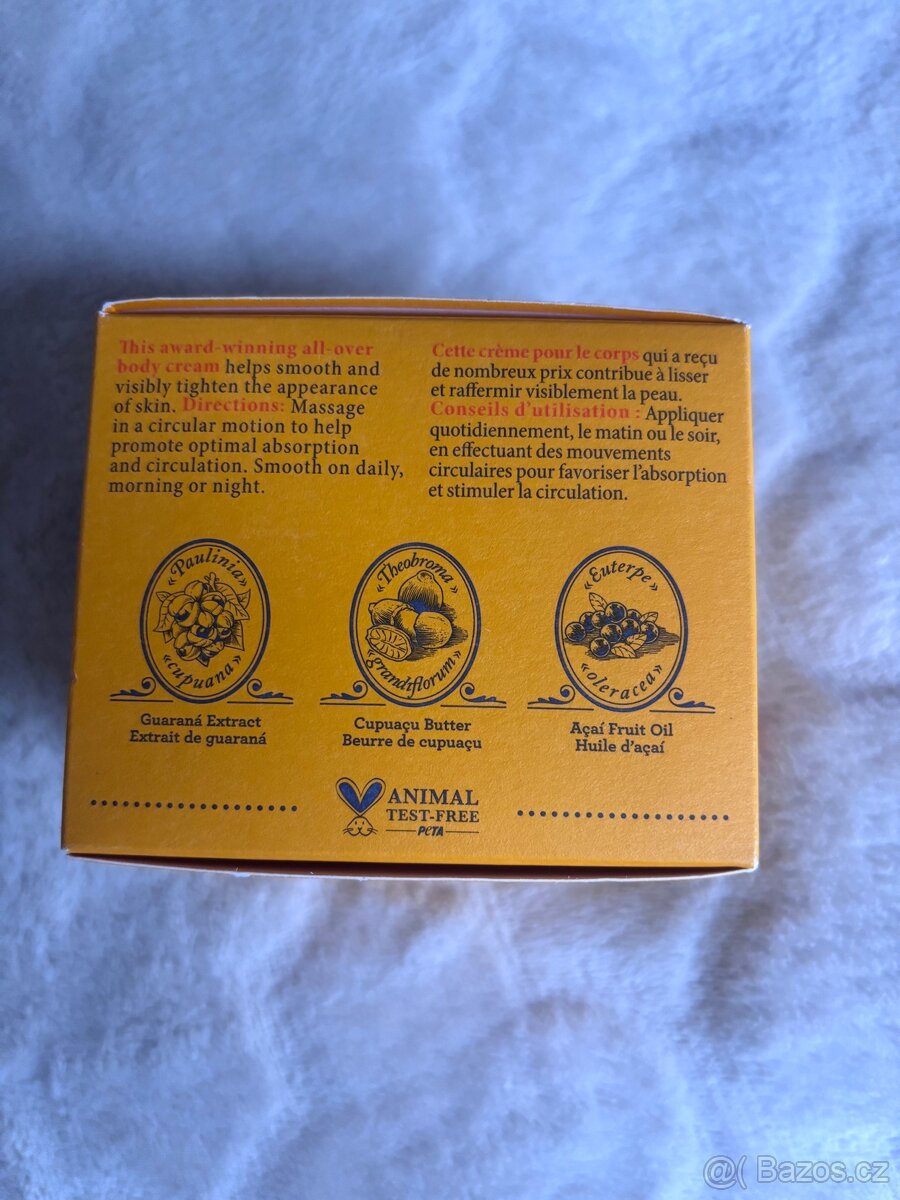 This award-winning all-over
body cream helps smooth and
visibly tighten the appearance
of skin. Directions: Massage
in a circular motion to help
promote optimal absorption
and circulation. Smooth on daily,
morning or night.
Cette crème pour le corps qui a reçu
de nombreux prix contribue à lisser
et raffermir visiblement la peau.
Conseils d'utilisation : Appliquer
quotidiennement, le matin ou le soir,
en effectuant des mouvements
circulaires pour favoriser l'absorption
et stimuler la circulation.
«Paulinia»
«cupuana»
Guaraná Extract
Extrait de guaraná
«Theobroma»
«grandiflorum»
Cupuaçu Butter
Beurre de cupuaçu
«Euterpe»
«oleracea»
Açaí Fruit Oil
Huile d'açaí
ANIMAL
TEST-FREE
PETA
@( Bazos.cz